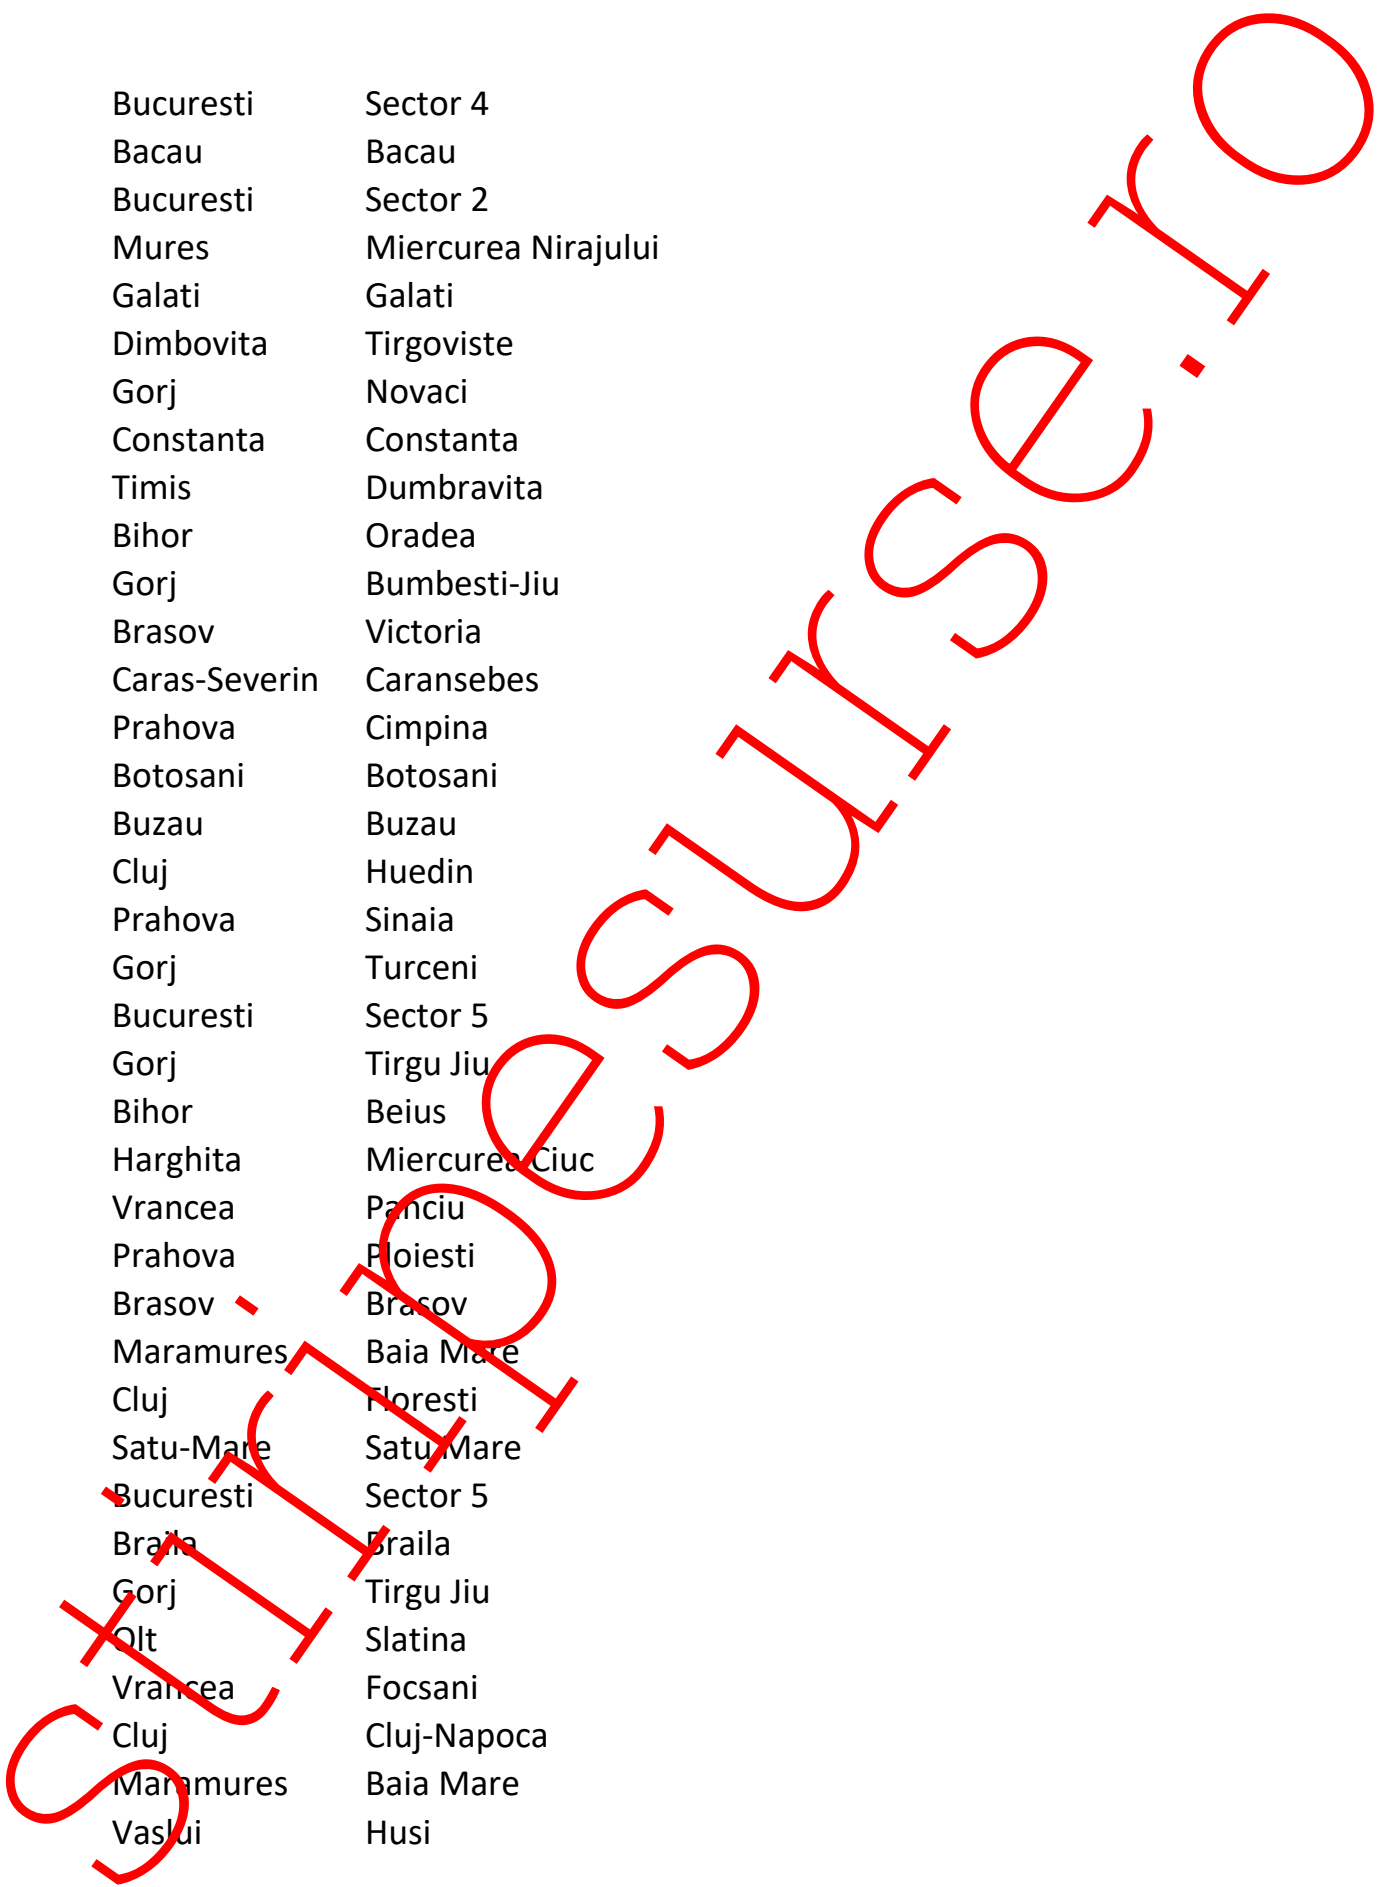 Bucuresti Sector 4
Bacau Bacau
Bucuresti Sector 2
Mures Miercurea Nirajului
Galati Galati
Dimbovita Tirgoviste
Gorj Novaci
Constanta Constanta
Timis Dumbravita
Bihor Oradea
Gorj Bumbesti-Jiu
Brasov Victoria
Caras-Severin Caransebes
Prahova Cimpina
Botosani Botosani
Buzau Buzau
Cluj Huedin
Prahova Sinaia
Gorj Turceni
Bucuresti Sector 5
Gorj Tirgu Jiu
Bihor Beius
Harghita Miercurea Ciuc
Vrancea Panciu
Prahova Ploiesti
Brasov Brasov
Maramures Baia Mare
Cluj Floresti
Satu-Mare Satu Mare
Bucuresti Sector 5
Braila Braila
Gorj Tirgu Jiu
Olt Slatina
Vrancea Focsani
Cluj Cluj-Napoca
Maramures Baia Mare
Vaslui Husi
stiripesurse.ro